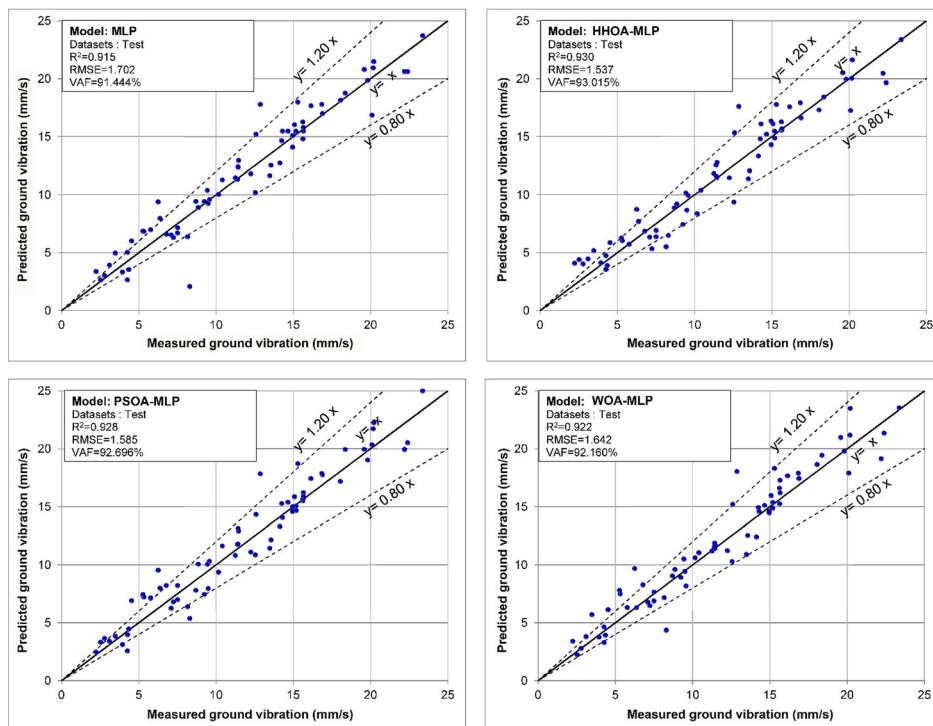 Model: MLP
Datasets : Test
R²=0.915
RMSE=1.702
VAF=91.444%
y= 1.20 x
y= x
y= 0.80 x
25
20
15
10
5
0
0 5 10 15 20 25
Predicted ground vibration (mm/s)
Measured ground vibration (mm/s)
Model: HHOA-MLP
Datasets : Test
R²=0.930
RMSE=1.537
VAF=93.015%
y= 1.20 x
y= x
y= 0.80 x
25
20
15
10
5
0
0 5 10 15 20 25
Predicted ground vibration (mm/s)
Measured ground vibration (mm/s)
Model: PSOA-MLP
Datasets : Test
R²=0.928
RMSE=1.585
VAF=92.696%
y= 1.20 x
y= x
y= 0.80 x
25
20
15
10
5
0
0 5 10 15 20 25
Predicted ground vibration (mm/s)
Measured ground vibration (mm/s)
Model: WOA-MLP
Datasets : Test
R²=0.922
RMSE=1.642
VAF=92.160%
y= 1.20 x
y= x
y= 0.80 x
25
20
15
10
5
0
0 5 10 15 20 25
Predicted ground vibration (mm/s)
Measured ground vibration (mm/s)